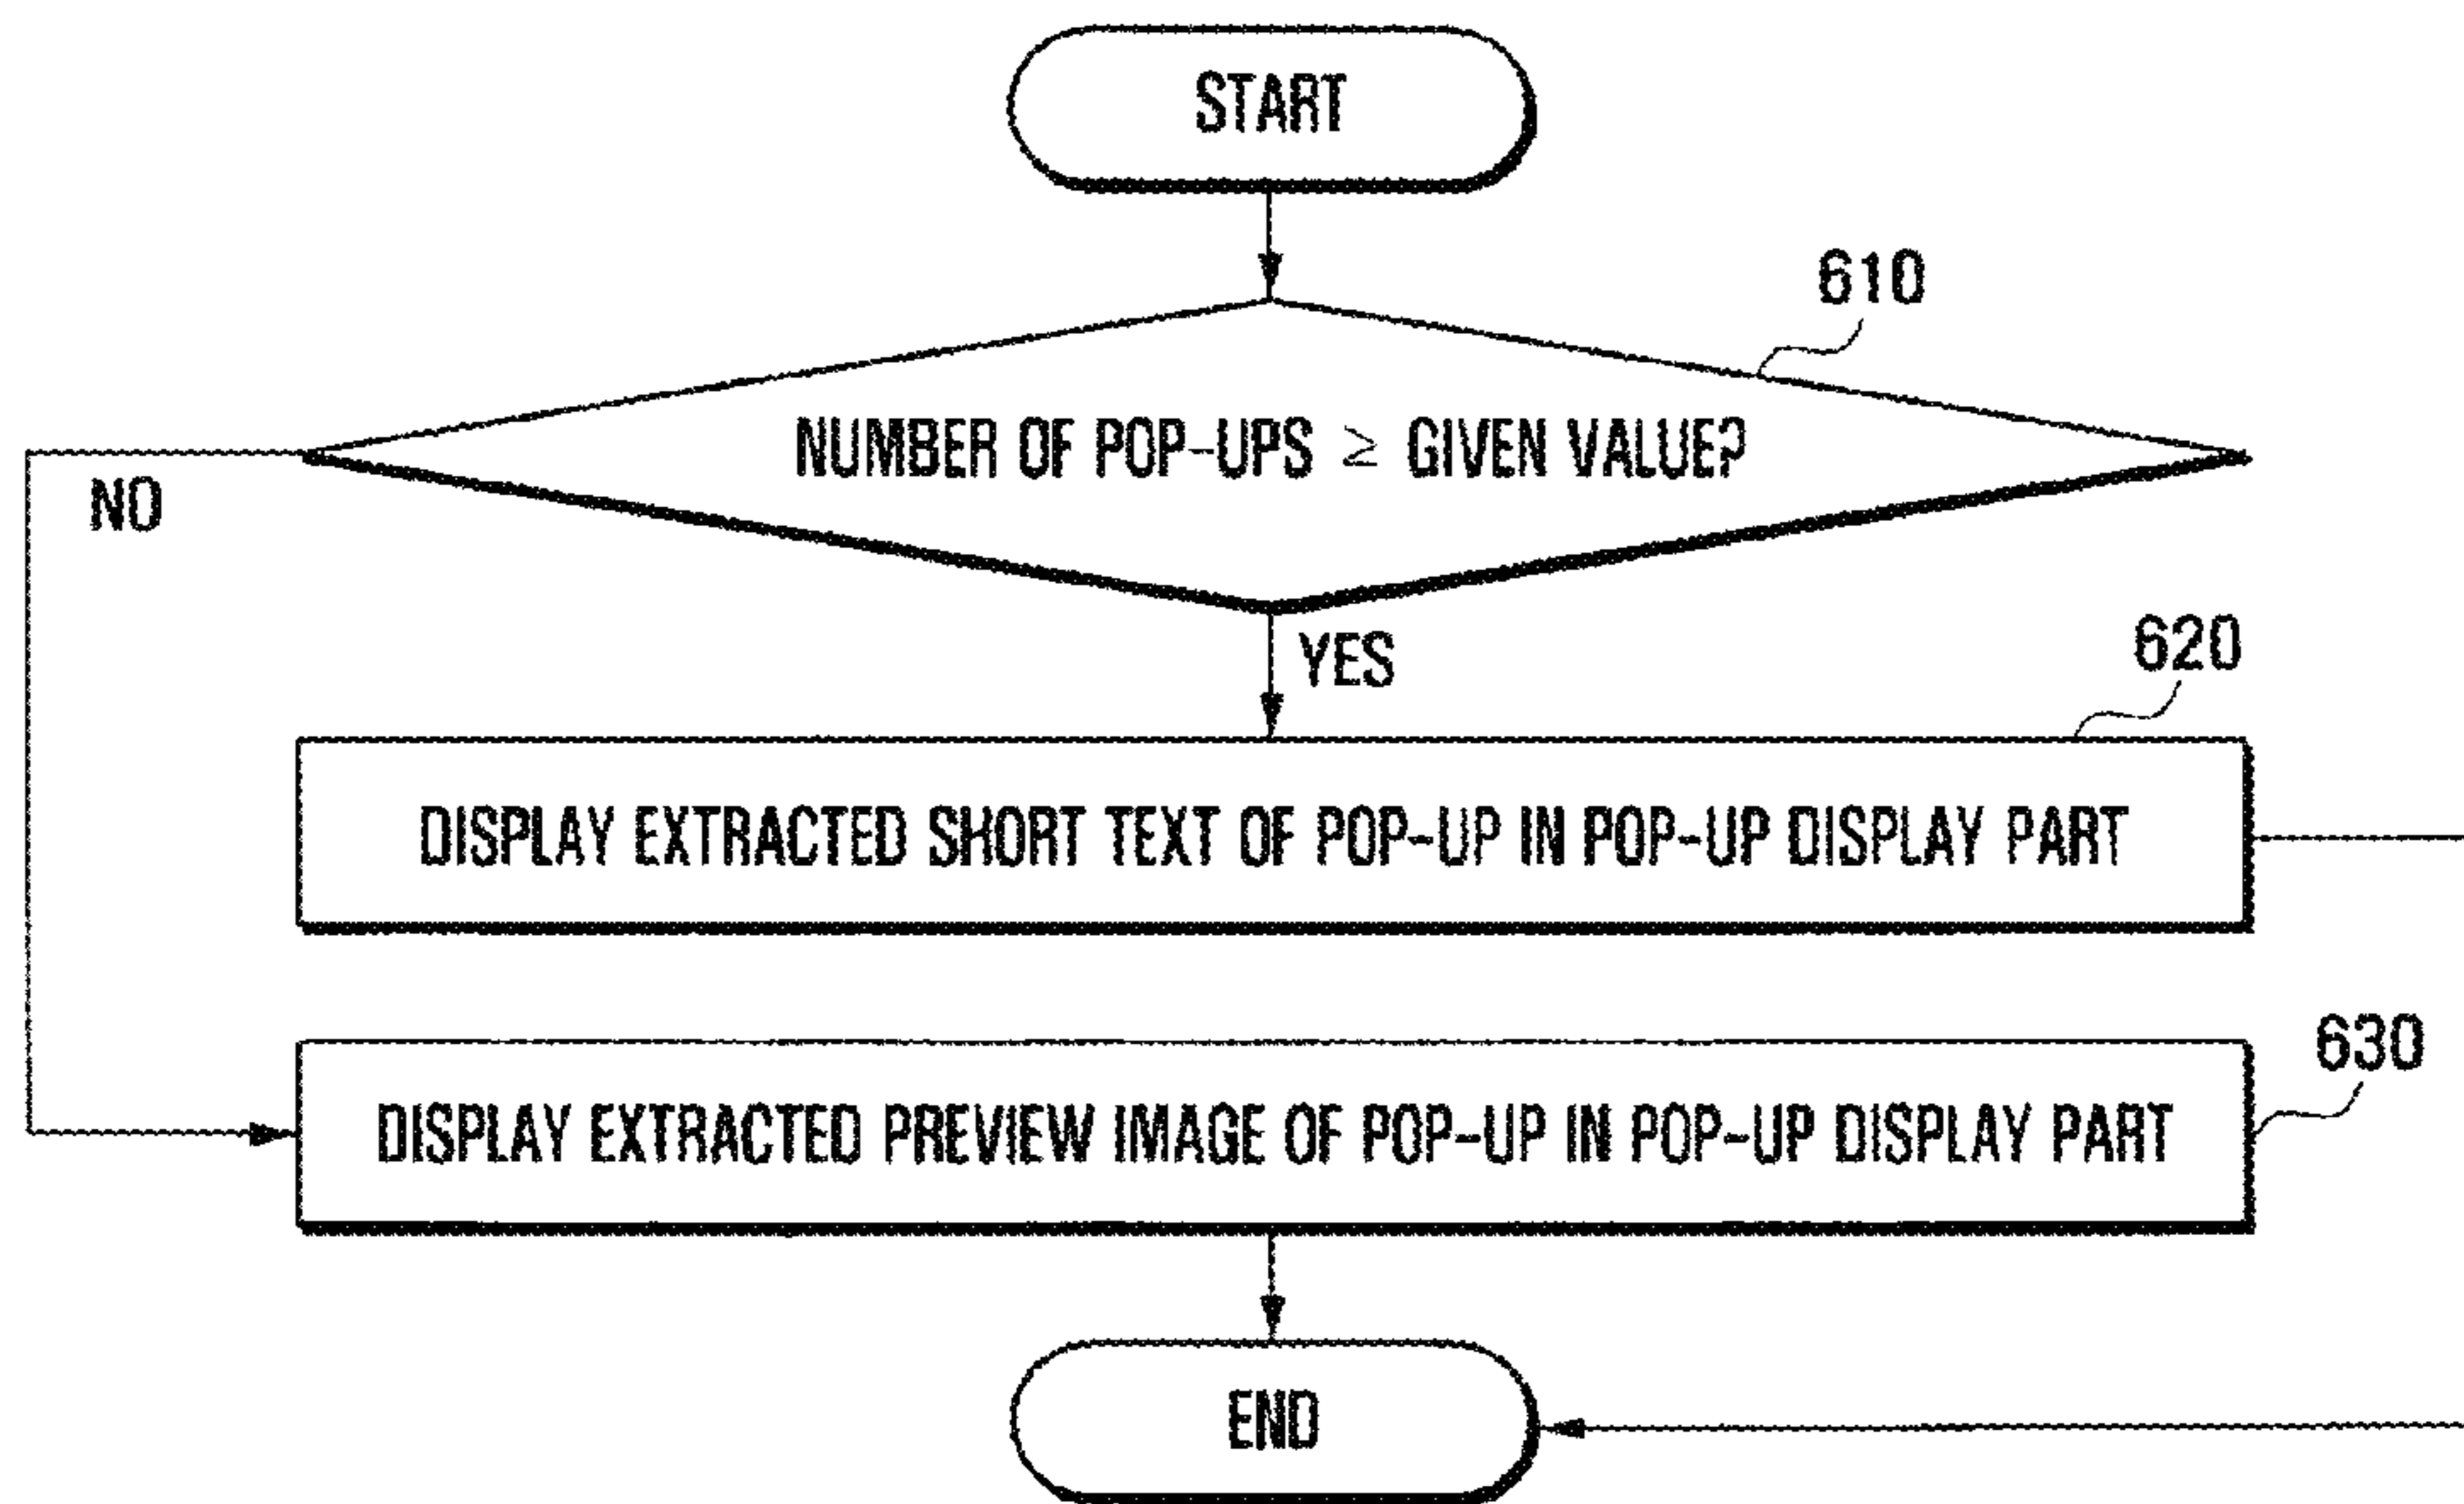 START
610
NUMBER OF POP-UPS ≥ GIVEN VALUE?
NO
YES
620
DISPLAY EXTRACTED SHORT TEXT OF POP-UP IN POP-UP DISPLAY PART
630
DISPLAY EXTRACTED PREVIEW IMAGE OF POP-UP IN POP-UP DISPLAY PART
END